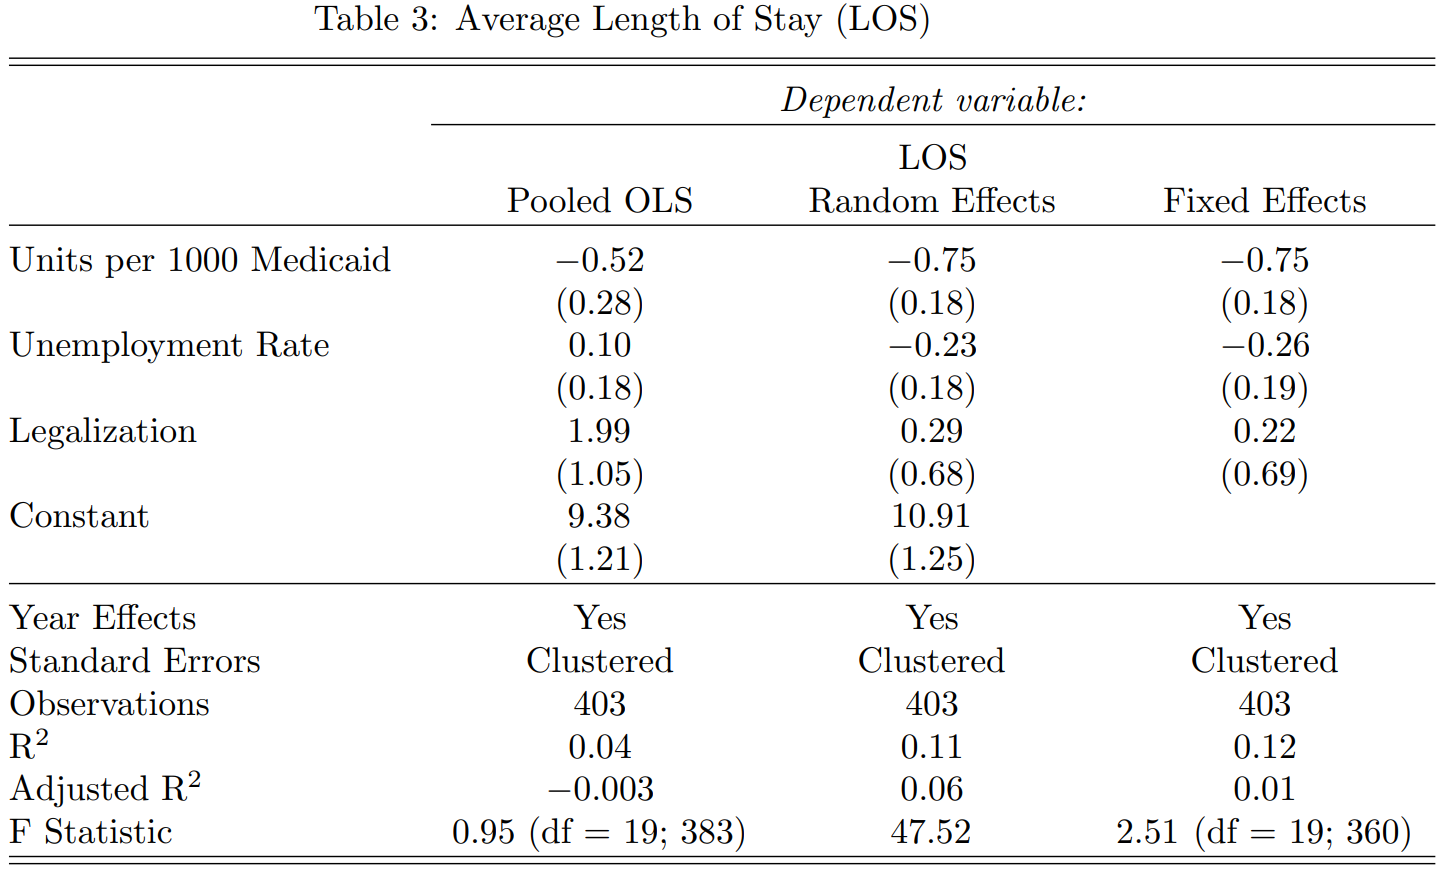 Table 3: Average Length of Stay (LOS)
Dependent variable:
LOS
Pooled OLS Random Effects Fixed Effects
Units per 1000 Medicaid −0.52 −0.75 −0.75
(0.28) (0.18) (0.18)
Unemployment Rate 0.10 −0.23 −0.26
(0.18) (0.18) (0.19)
Legalization 1.99 0.29 0.22
(1.05) (0.68) (0.69)
Constant 9.38 10.91
(1.21) (1.25)
Year Effects Yes Yes Yes
Standard Errors Clustered Clustered Clustered
Observations 403 403 403
R² 0.04 0.11 0.12
Adjusted R² −0.003 0.06 0.01
F Statistic 0.95 (df = 19; 383) 47.52 2.51 (df = 19; 360)